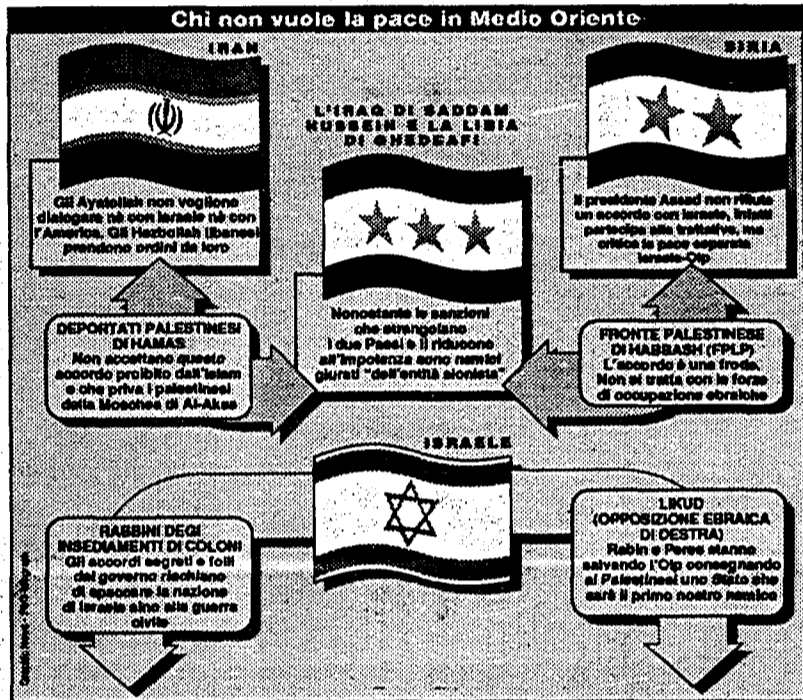 Chi non vuole la pace in Medio Oriente
IRAN
SIRIA
L'IRAQ DI SADDAM
HUSSEIN E LA LIBIA
DI GHEDDAFI
Gli Ayatollah non vogliono
dialogare nè con Israele nè con
l'America. Gli Hezbollah libanesi
prendono ordini da loro
Il presidente Assad non rifiuta
un accordo con Israele, infatti
partecipa alle trattative, ma
critica la pace separata
Israele-Olp
Nonostante le sanzioni
che strangolano
i due Paesi e li riducono
all'impotenza sono nemici
giurati "dell'entità sionista"
DEPORTATI PALESTINESI
DI HAMAS
Non accettano questo
accordo proibito dall'Islam
e che priva i palestinesi
della Moschea di Al-Aksa
FRONTE PALESTINESE
DI HABBASH (FPLP)
L'accordo è una frode.
Non si tratta con le forze
di occupazione ebraiche
ISRAELE
RABBINI DEGI
INSEDIAMENTI DI COLONI
Gli accordi segreti e folli
del governo rischiano
di spaccare la nazione
di Israele sino alla guerra
civile
LIKUD
(OPPOSIZIONE EBRAICA
DI DESTRA)
Rabin e Peres stanno
salvando l'Olp consegnando
ai Palestinesi uno Stato che
sarà il primo nostro nemico